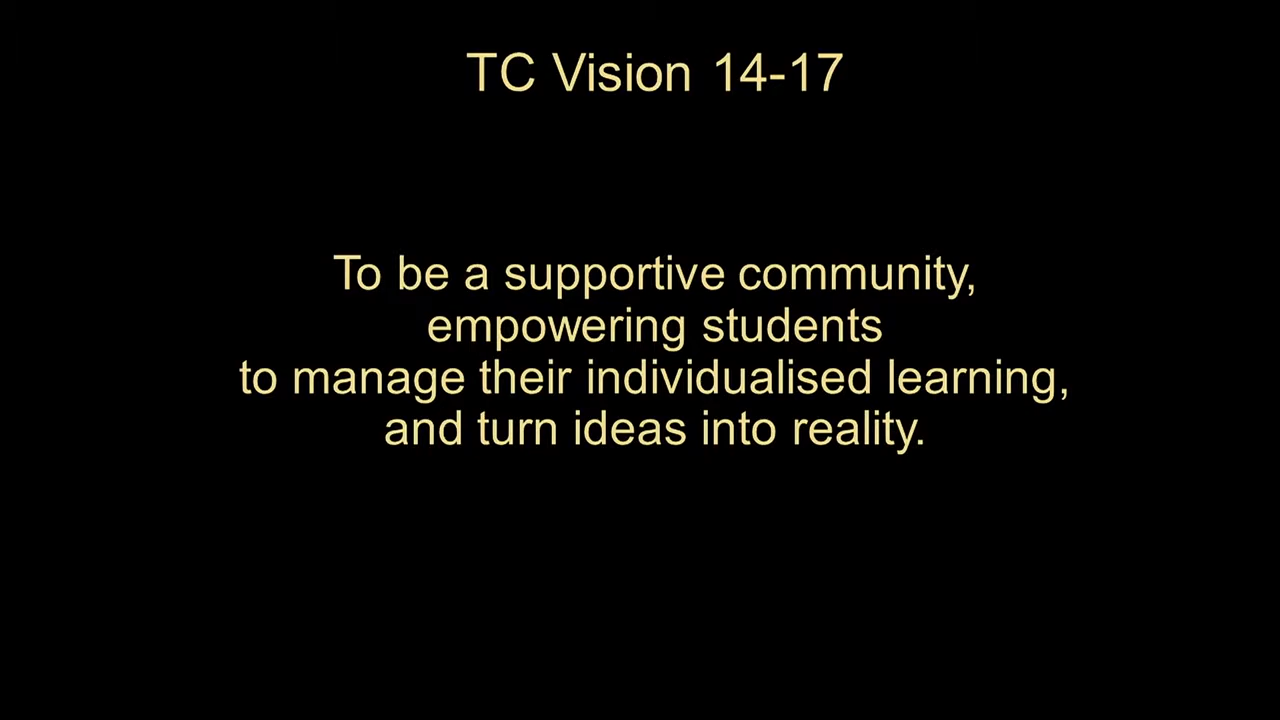 TC Vision 14-17
To be a supportive community,
empowering students
to manage their individualised learning,
and turn ideas into reality.